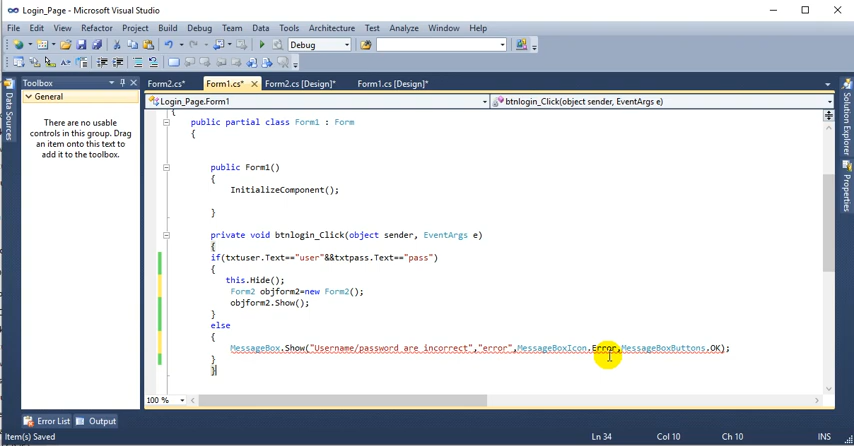 Login_Page - Microsoft Visual Studio
File Edit View Refactor Project Build Debug Team Data Tools Architecture Test Analyze Window Help
Debug
Toolbox
General
There are no usable
controls in this group. Drag
an item onto this text to
add it to the toolbox.
Data Sources
Form2.cs* Form1.cs* Form2.cs [Design]* Form1.cs [Design]*
Login_Page.Form1 btnlogin_Click(object sender, EventArgs e)
{
public partial class Form1 : Form
{
public Form1()
{
InitializeComponent();
}
private void btnlogin_Click(object sender, EventArgs e)
{
if(txtuser.Text=="user"&&txtpass.Text=="pass")
{
this.Hide();
Form2 objform2=new Form2();
objform2.Show();
}
else
{
MessageBox.Show("Username/password are incorrect","error",MessageBoxIcon.Error,MessageBoxButtons.OK);
}
}
100 %
Solution Explorer
Properties
Error List Output
Item(s) Saved Ln 34 Col 10 Ch 10 INS